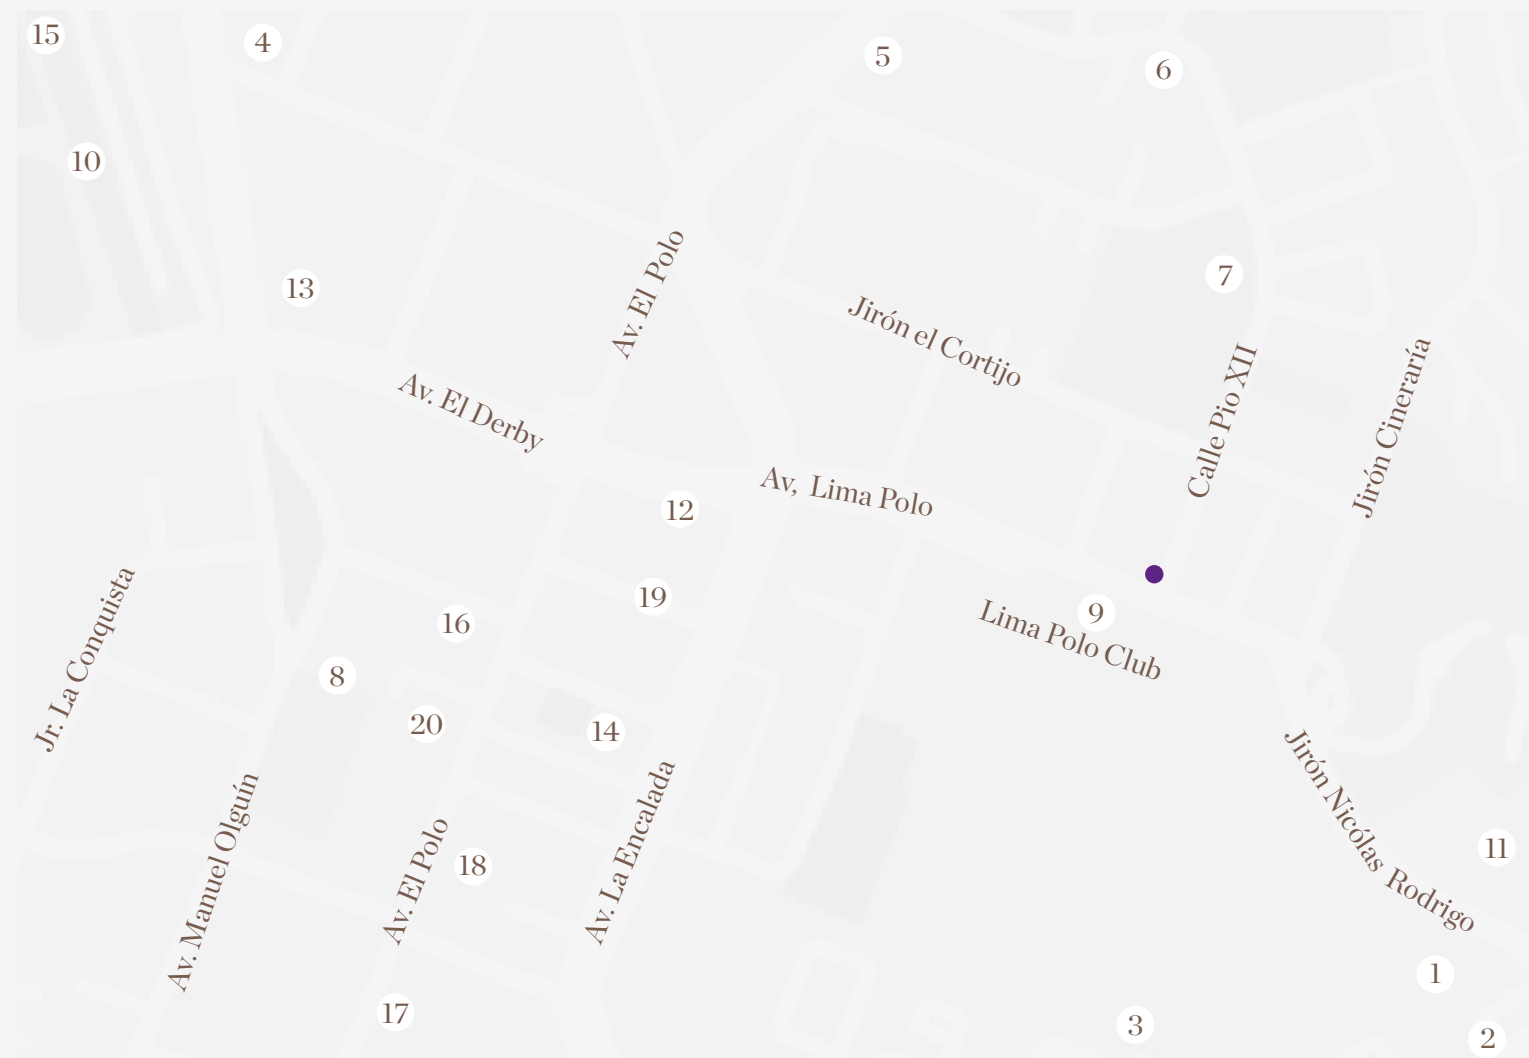 15
4
5
6
10
7
13
Av. El Polo
Jirón el Cortijo
Av. El Derby
Calle Pio XII
Jirón Cineraría
Av, Lima Polo
12
19
9
16
Lima Polo Club
Jr. La Conquista
8
20
14
Jirón Nicólas Rodrigo
Av. Manuel Olguín
Av. El Polo
18
Av. La Encalada
11
1
17
3
2